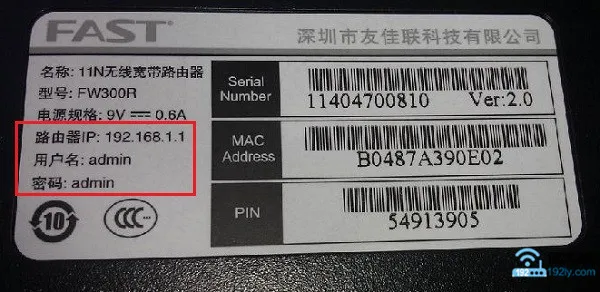 FAST®
深圳市友佳联科技有限公司
名称: 11N无线宽带路由器
型号: FW300R
电源规格: 9V 0.6A
路由器IP: 192.168.1.1
用户名: admin
密码: admin
10
CCC
Serial Number
11404700810 Ver:2.0
MAC Address
B0487A390E02
PIN
54913905
192
192ly.com